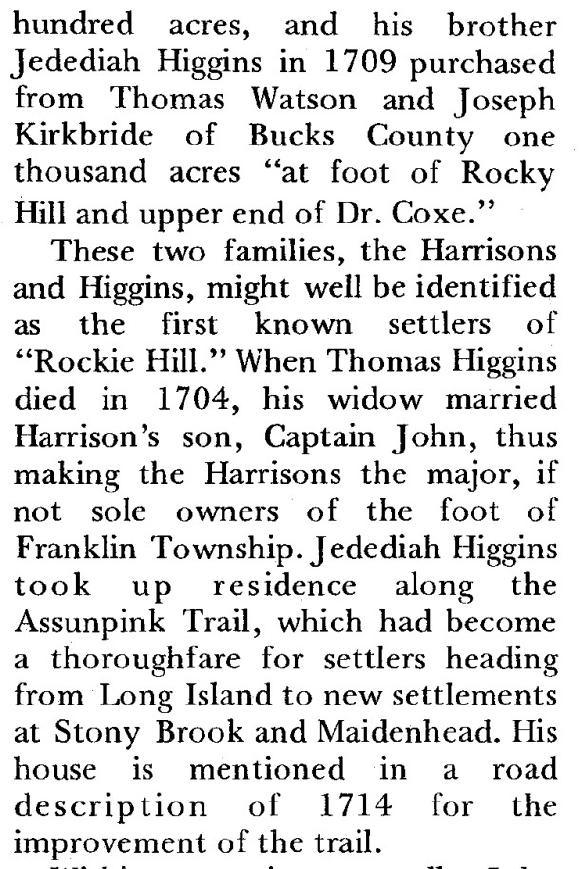 hundred acres, and his brother
Jedediah Higgins in 1709 purchased
from Thomas Watson and Joseph
Kirkbride of Bucks County one
thousand acres “at foot of Rocky
Hill and upper end of Dr. Coxe.”
These two families, the Harrisons
and Higgins, might well be identified
as the first known settlers of
“Rockie Hill.” When Thomas Higgins
died in 1704, his widow married
Harrison’s son, Captain John, thus
making the Harrisons the major, if
not sole owners of the foot of
Franklin Township. Jedediah Higgins
took up residence along the
Assunpink Trail, which had become
a thoroughfare for settlers heading
from Long Island to new settlements
at Stony Brook and Maidenhead. His
house is mentioned in a road
description of 1714 for the
improvement of the trail.